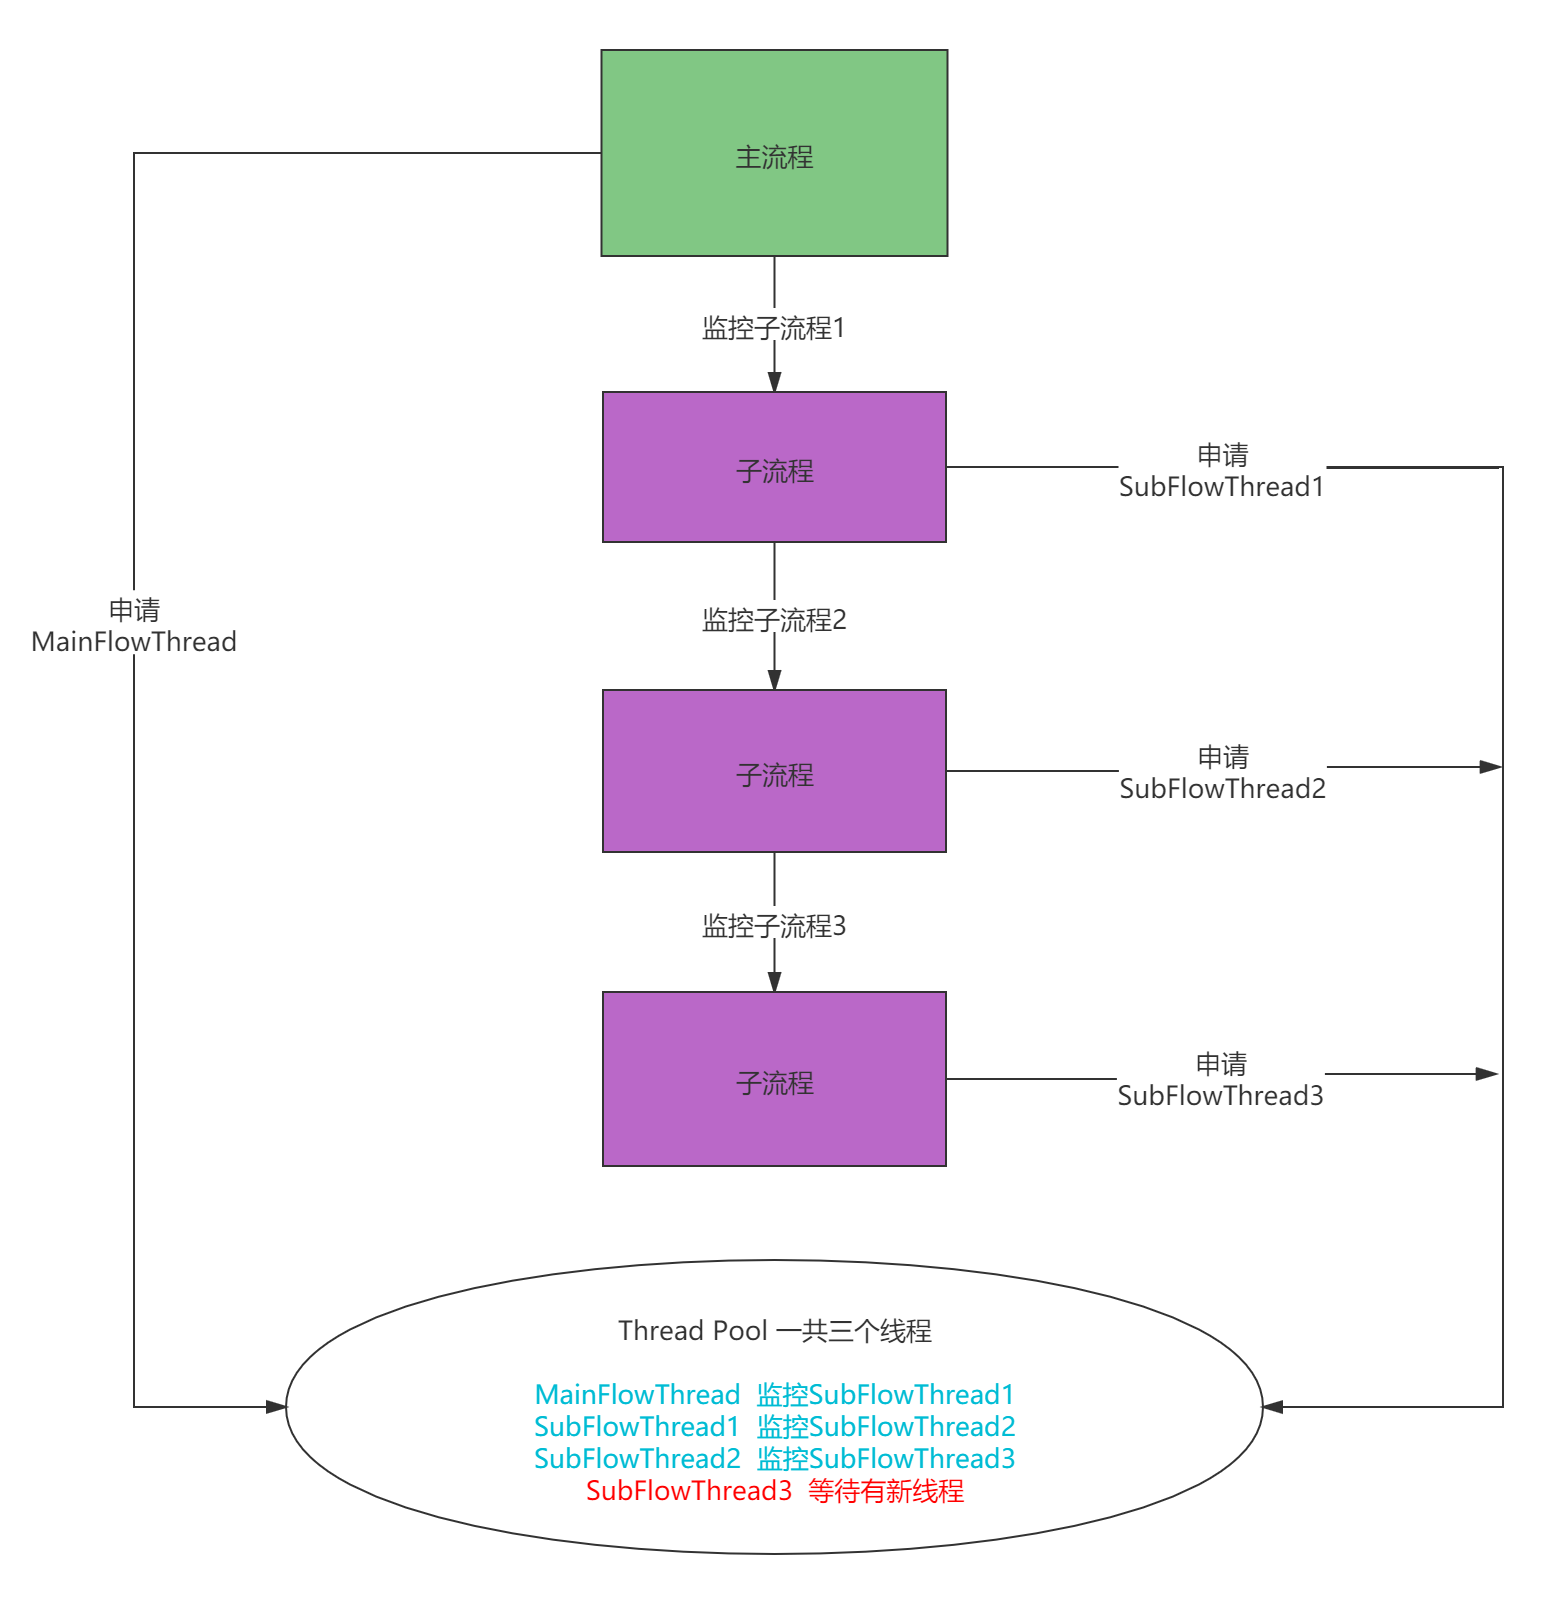 主流程
监控子流程1
子流程
申请
SubFlowThread1
申请
MainFlowThread
监控子流程2
子流程
申请
SubFlowThread2
监控子流程3
子流程
申请
SubFlowThread3
Thread Pool 一共三个线程
MainFlowThread 监控SubFlowThread1
SubFlowThread1 监控SubFlowThread2
SubFlowThread2 监控SubFlowThread3
SubFlowThread3 等待有新线程